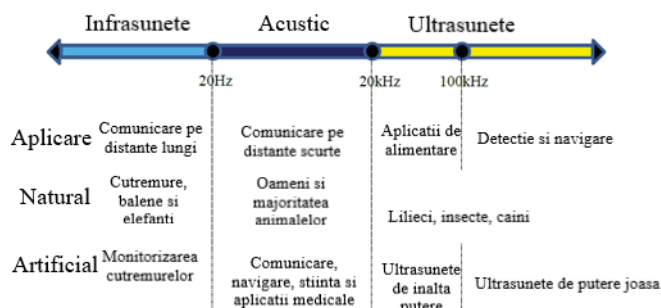 Infrasunete Acustic Ultrasunete
20Hz 20kHz 100kHz
Aplicare
Comunicare pe
distante lungi
Comunicare pe
distante scurte
Aplicatii de
alimentare
Detectie si navigare
Natural
Cutremure,
balene si
elefanti
Oameni si
majoritatea
animalelor
Lilieci, insecte, caini
Artificial
Monitorizarea
cutremurelor
Comunicare,
navigare, stiinta si
aplicatii medicale
Ultrasunete
de inalta
putere
Ultrasunete de putere joasa